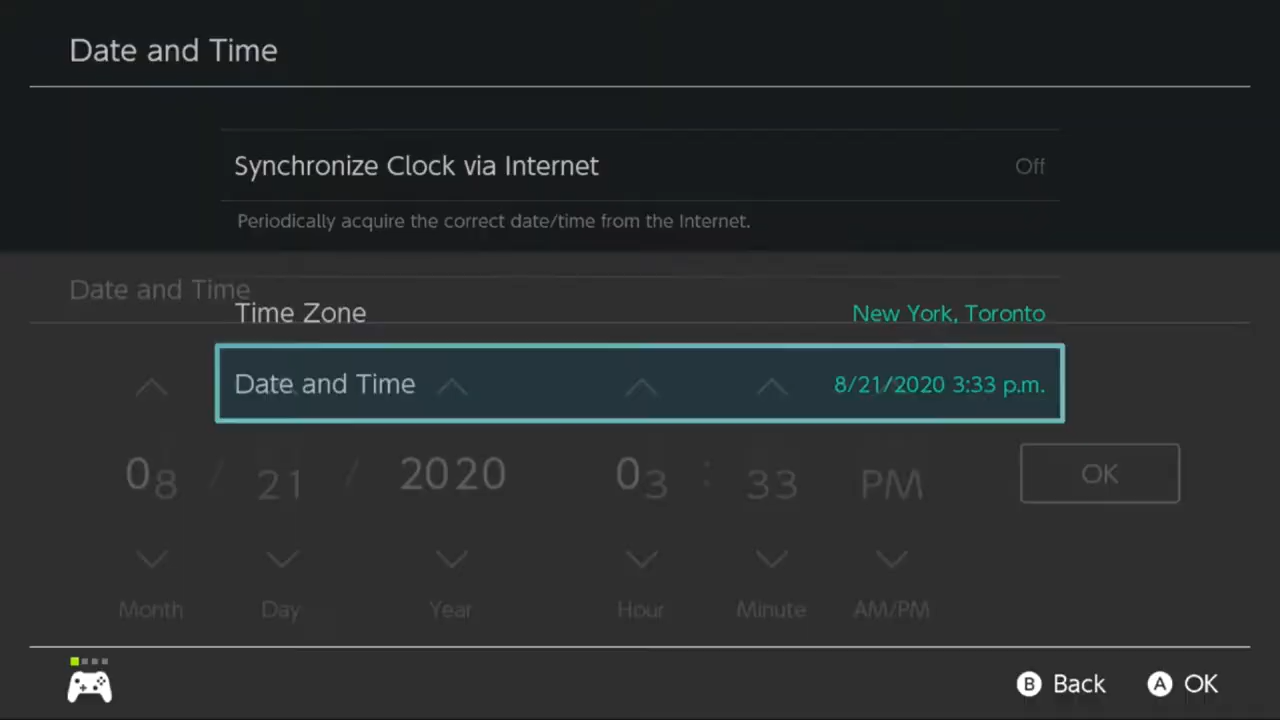 Date and Time
Synchronize Clock via Internet Off
Periodically acquire the correct date/time from the Internet.
Date and Time
Time Zone New York, Toronto
Date and Time 8/21/2020 3:33 p.m.
08 / 21 / 2020 03 : 33 PM OK
Month Day Year Hour Minute AM/PM
B Back A OK